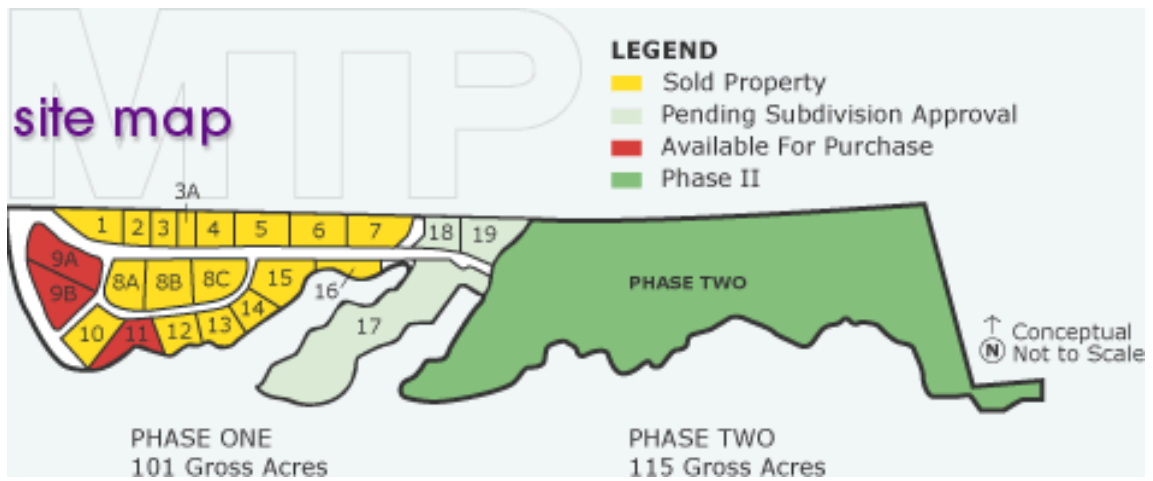 MTP
LEGEND
Sold Property
site map
Pending Subdivision Approval
Available For Purchase
Phase II
3A
1 2 3 4 5 6 7 18 19
9A 8A 8B 8C 15
9B 16
PHASE TWO
10 11 12 13 14 17
Conceptual
N Not to Scale
PHASE ONE
101 Gross Acres
PHASE TWO
115 Gross Acres